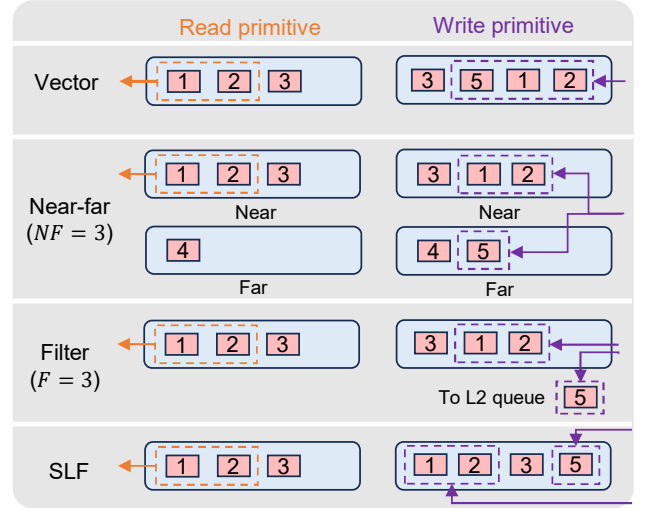 Read primitive Write primitive
Vector 1 2 3 3 5 1 2
1 2 3 3 1 2
Near Near
Near-far
(NF = 3)
4 4 5
Far Far
Filter
(F = 3)
1 2 3 3 1 2
To L2 queue 5
SLF 1 2 3 1 2 3 5